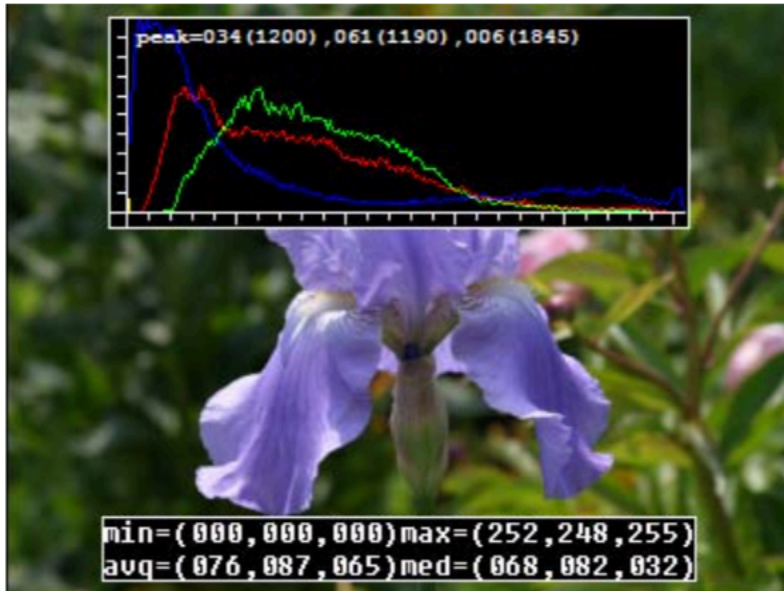 peak=034(1200),061(1190),006(1845)
min=(000,000,000)max=(252,248,255)
avg=(076,087,065)med=(068,082,032)